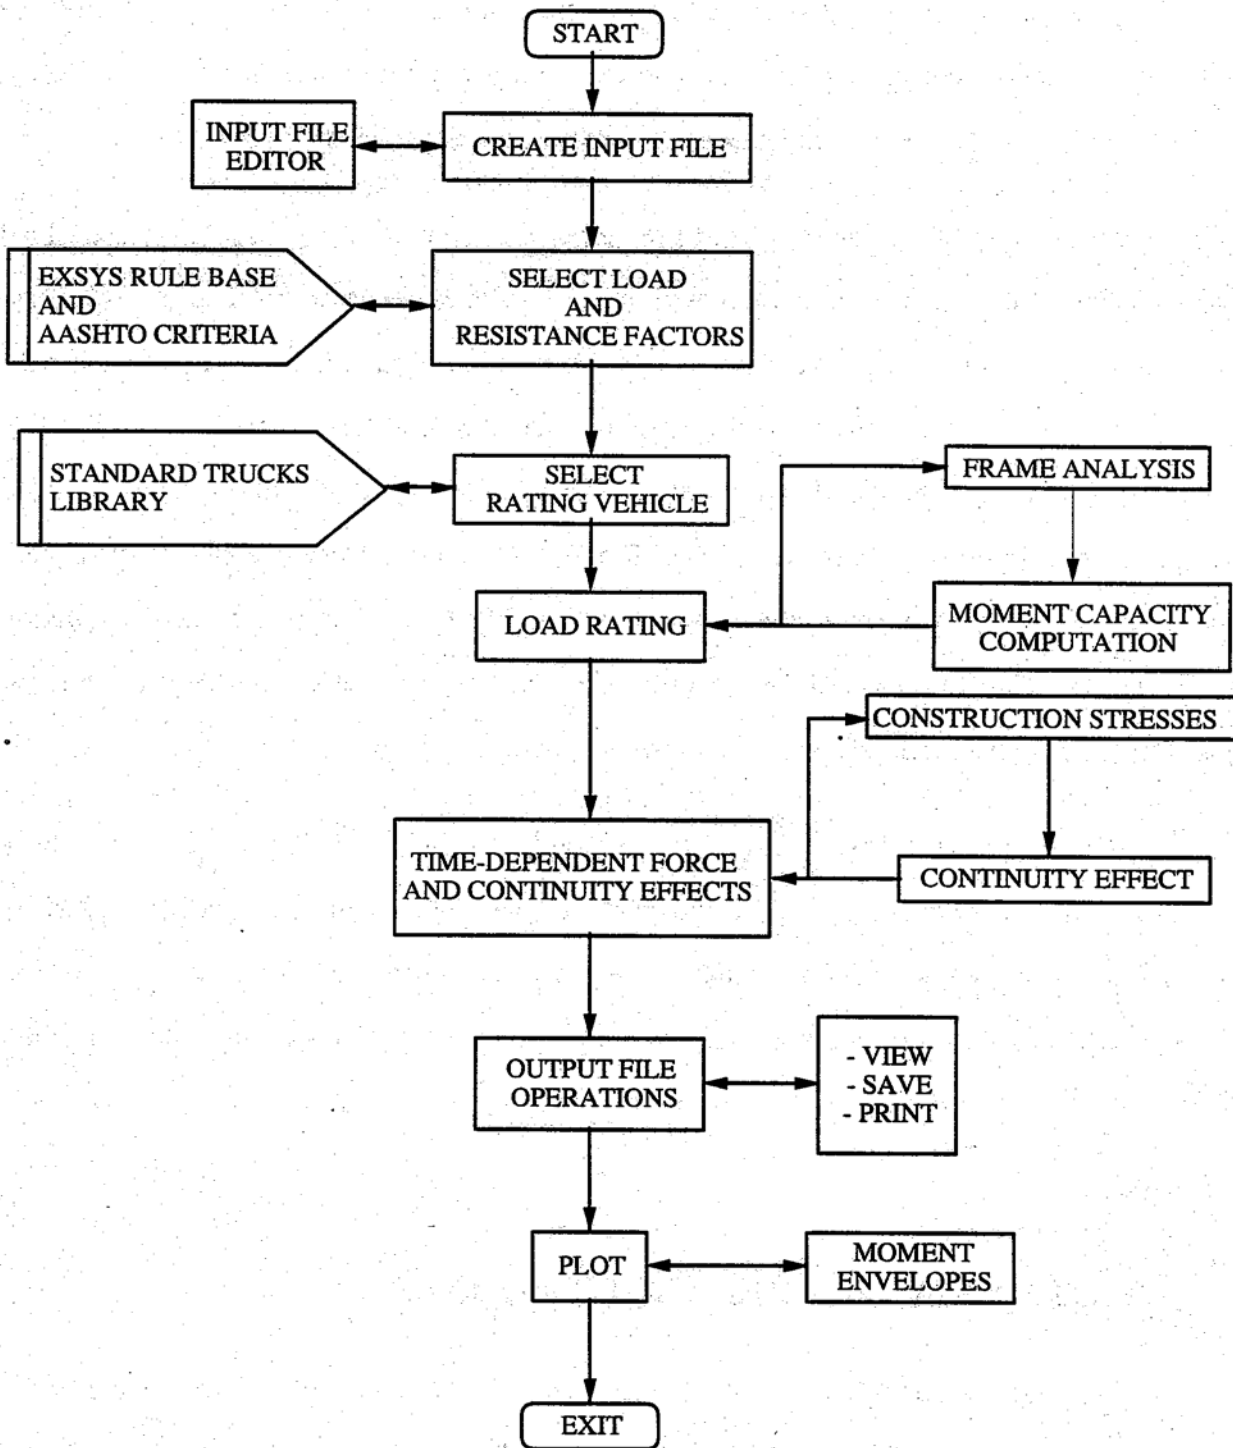 START
INPUT FILE
EDITOR
CREATE INPUT FILE
EXSYS RULE BASE
AND
AASHTO CRITERIA
SELECT LOAD
AND
RESISTANCE FACTORS
STANDARD TRUCKS
LIBRARY
SELECT
RATING VEHICLE
FRAME ANALYSIS
LOAD RATING
MOMENT CAPACITY
COMPUTATION
CONSTRUCTION STRESSES
TIME-DEPENDENT FORCE
AND CONTINUITY EFFECTS
CONTINUITY EFFECT
OUTPUT FILE
OPERATIONS
- VIEW
- SAVE
- PRINT
PLOT
MOMENT
ENVELOPES
EXIT